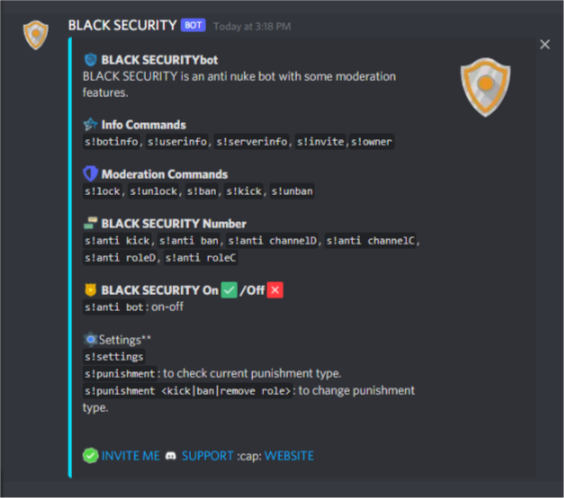 BLACK SECURITY BOT Today at 3:18 PM
BLACK SECURITYbot
BLACK SECURITY is an anti nuke bot with some moderation
features.
Info Commands
s!botinfo, s!userinfo, s!serverinfo, s!invite,s!owner
Moderation Commands
s!lock, s!unlock, s!ban, s!kick, s!unban
BLACK SECURITY Number
s!anti kick, s!anti ban, s!anti channelD, s!anti channelC,
s!anti roleD, s!anti roleC
BLACK SECURITY On ✅ /Off ❌
s!anti bot: on-off
Settings**
s!settings
s!punishment: to check current punishment type.
s!punishment <kick|ban|remove role>: to change punishment
type.
INVITE ME SUPPORT :cap: WEBSITE